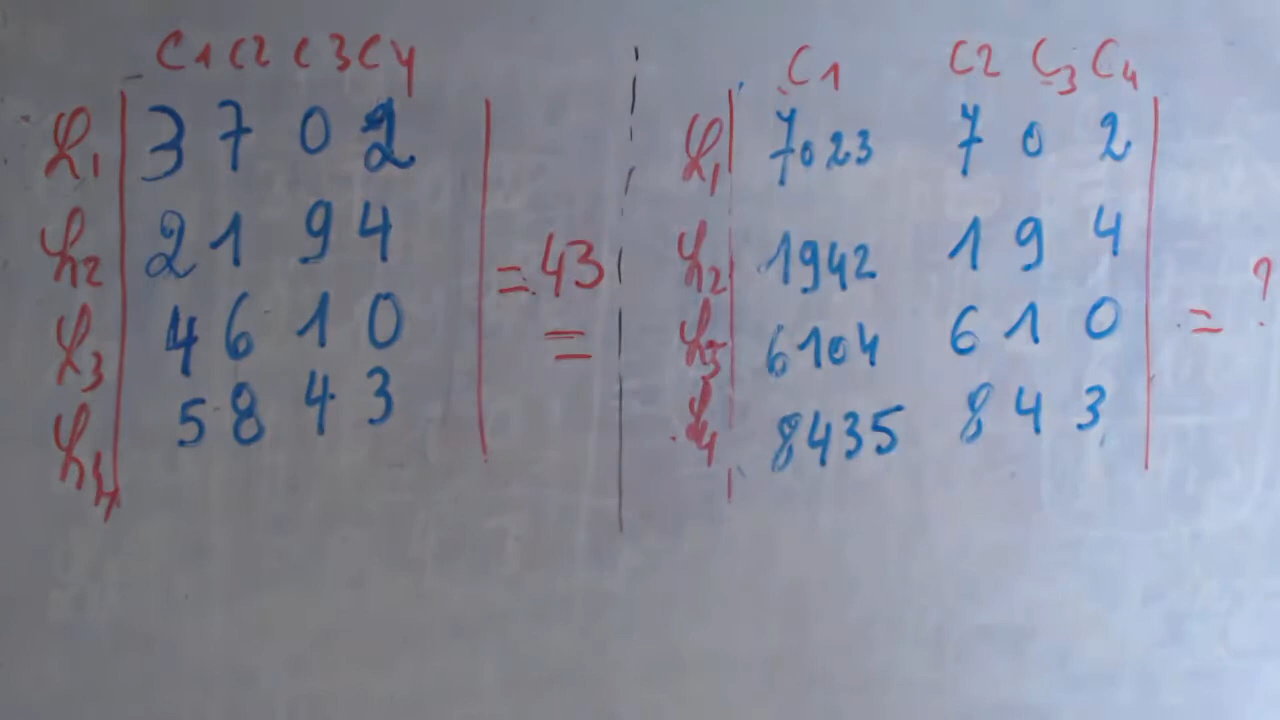 C1 C2 C3 C4
L1 3 7 0 2
L2 2 1 9 4
L3 4 6 1 0
L4 5 8 4 3
= 43
C1 C2 C3 C4
L1 7023 7 0 2
L2 1942 1 9 4
L3 6104 6 1 0
L4 8435 8 4 3
= ?